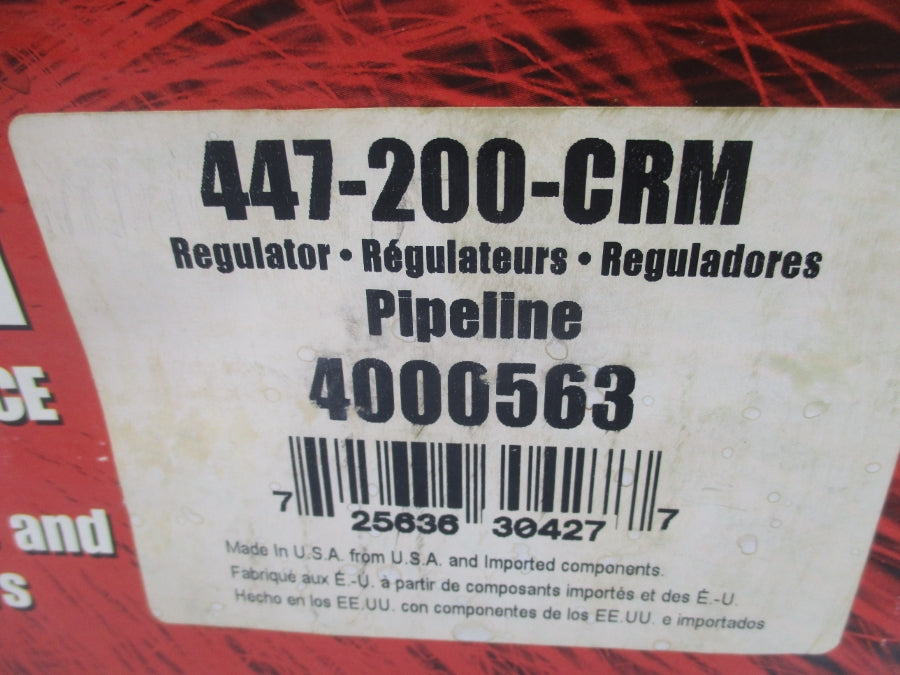 447-200-CRM
Regulator • Régulateurs • Reguladores
Pipeline
4000563
7 25636 30427 7
Made In U.S.A. from U.S.A. and Imported components.
Fabriqué aux É.-U. à partir de composants importés et des É.-U.
Hecho en los EE.UU. con componentes de los EE.UU. e importados
CE
and
s